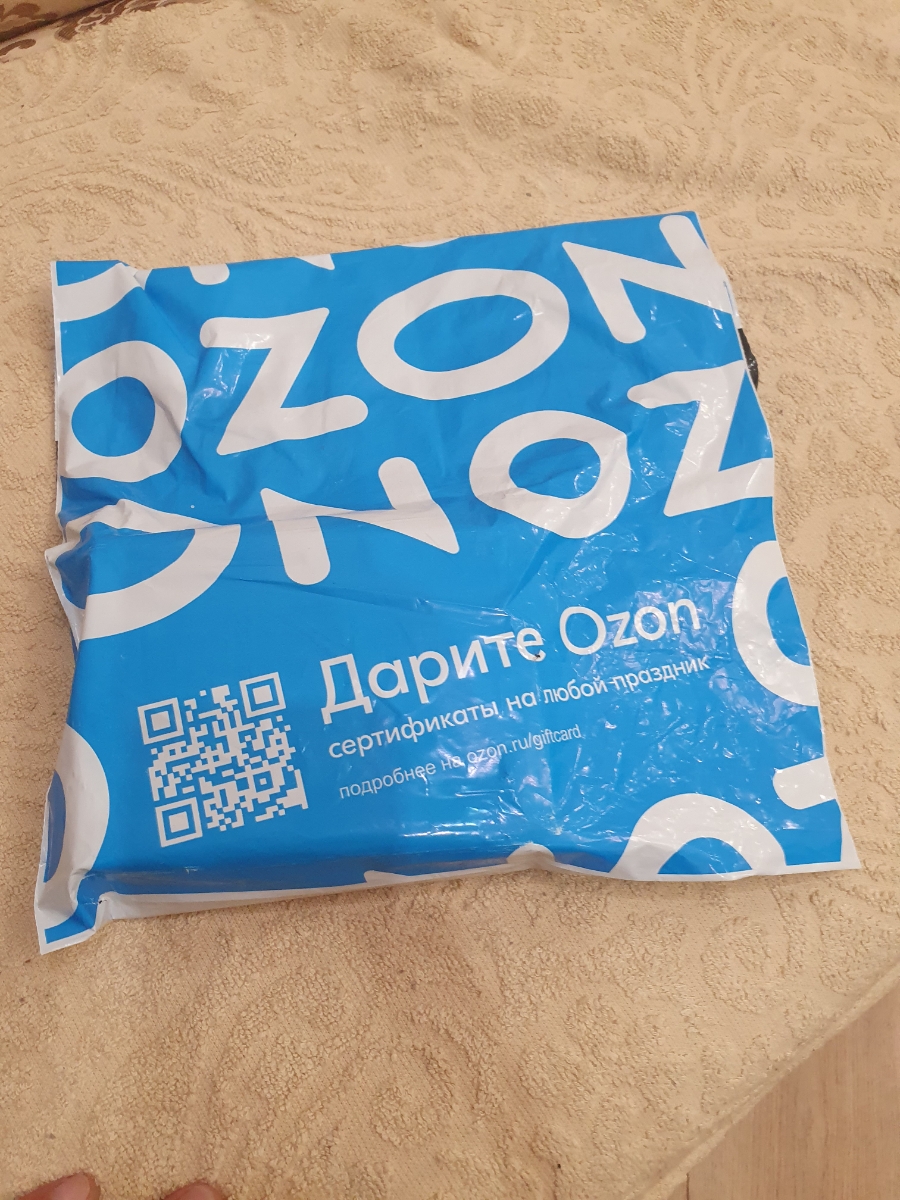 OZON
OZON
Дарите Ozon
сертификаты на любой праздник
подробнее на ozon.ru/giftcard